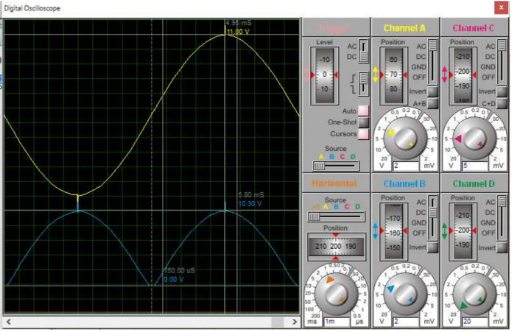 Digital Oscilloscope
x
4.95 mS
11.00 V
5.80 mS
10.30 V
750.00 uS
0.00 V
Trigger
Level
AC
DC
-10
0
10
Auto
One-Shot
Cursors
Source
A B C D
Channel A
Position
AC
DC
GND
OFF
60
70
80
Invert
A+B
V 2 mV
Channel C
Position
AC
DC
GND
OFF
-210
-200
-190
Invert
C+D
V 5 mV
Horizontal
Source
A B C D
Position
210 200 190
ms 1m µs
Channel B
Position
AC
DC
GND
OFF
-170
-160
-150
Invert
V 2 mV
Channel D
Position
AC
DC
GND
OFF
-210
-200
-190
Invert
V 20 mV